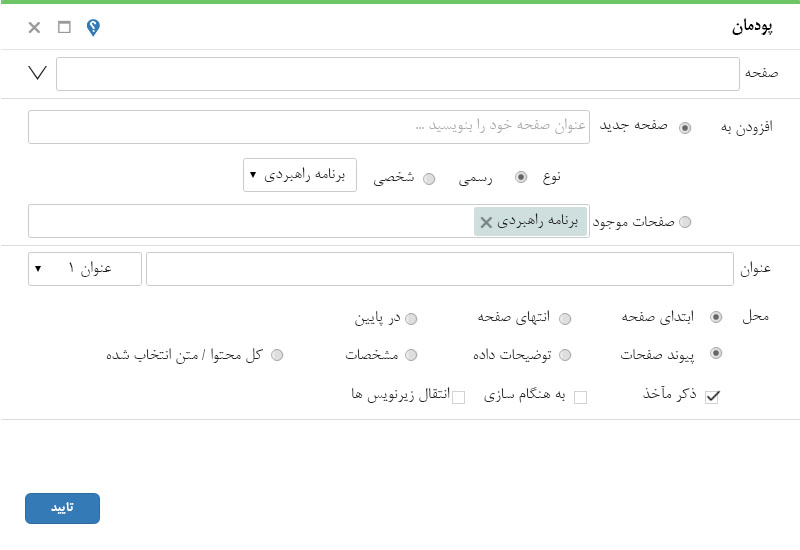 پودمان ؟
صفحه
افزودن به صفحه جدید عنوان صفحه خود را بنویسید ...
نوع رسمی شخصی برنامه راهبردی
صفحات موجود برنامه راهبردی
عنوان عنوان ۱
محل ابتدای صفحه انتهای صفحه در پایین
پیوند صفحات توضیحات داده مشخصات کل محتوا / متن انتخاب شده
ذکر مآخذ به هنگام سازی انتقال زیرنویس ها
تایید